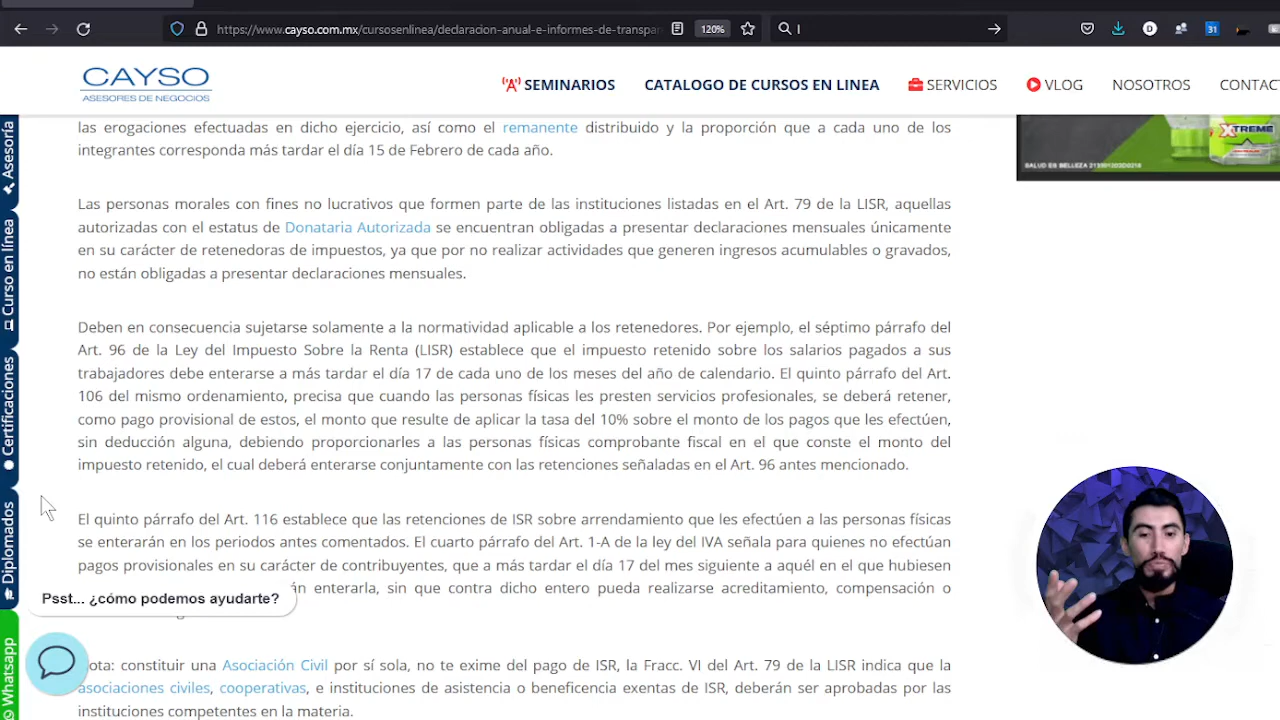 https://www.cayso.com.mx/cursosenlinea/declaracion-anual-e-informes-de-transpar
120%
31
CAYSO
ASESORES DE NEGOCIOS
SEMINARIOS
CATALOGO DE CURSOS EN LINEA
SERVICIOS
VLOG
NOSOTROS
CONTAC
las erogaciones efectuadas en dicho ejercicio, así como el remanente distribuido y la proporción que a cada uno de los
integrantes corresponda más tardar el día 15 de Febrero de cada año.
XTREME
SALUD ES BELLEZA
Las personas morales con fines no lucrativos que formen parte de las instituciones listadas en el Art. 79 de la LISR, aquellas
autorizadas con el estatus de Donataria Autorizada se encuentran obligadas a presentar declaraciones mensuales únicamente
en su carácter de retenedoras de impuestos, ya que por no realizar actividades que generen ingresos acumulables o gravados,
no están obligadas a presentar declaraciones mensuales.
Deben en consecuencia sujetarse solamente a la normatividad aplicable a los retenedores. Por ejemplo, el séptimo párrafo del
Art. 96 de la Ley del Impuesto Sobre la Renta (LISR) establece que el impuesto retenido sobre los salarios pagados a sus
trabajadores debe enterarse a más tardar el día 17 de cada uno de los meses del año de calendario. El quinto párrafo del Art.
106 del mismo ordenamiento, precisa que cuando las personas físicas les presten servicios profesionales, se deberá retener,
como pago provisional de estos, el monto que resulte de aplicar la tasa del 10% sobre el monto de los pagos que les efectúen,
sin deducción alguna, debiendo proporcionarles a las personas físicas comprobante fiscal en el que conste el monto del
impuesto retenido, el cual deberá enterarse conjuntamente con las retenciones señaladas en el Art. 96 antes mencionado.
El quinto párrafo del Art. 116 establece que las retenciones de ISR sobre arrendamiento que les efectúen a las personas físicas
se enterarán en los periodos antes comentados. El cuarto párrafo del Art. 1-A de la ley del IVA señala para quienes no efectúan
pagos provisionales en su carácter de contribuyentes, que a más tardar el día 17 del mes siguiente a aquél en el que hubiesen
án enterarla, sin que contra dicho entero pueda realizarse acreditamiento, compensación o
Psst... ¿cómo podemos ayudarte?
ota: constituir una Asociación Civil por sí sola, no te exime del pago de ISR, la Fracc. VI del Art. 79 de la LISR indica que la
asociaciones civiles, cooperativas, e instituciones de asistencia o beneficencia exentas de ISR, deberán ser aprobadas por las
instituciones competentes en la materia.
Asesoría
Curso en línea
Certificaciones
Diplomados
Whatsapp